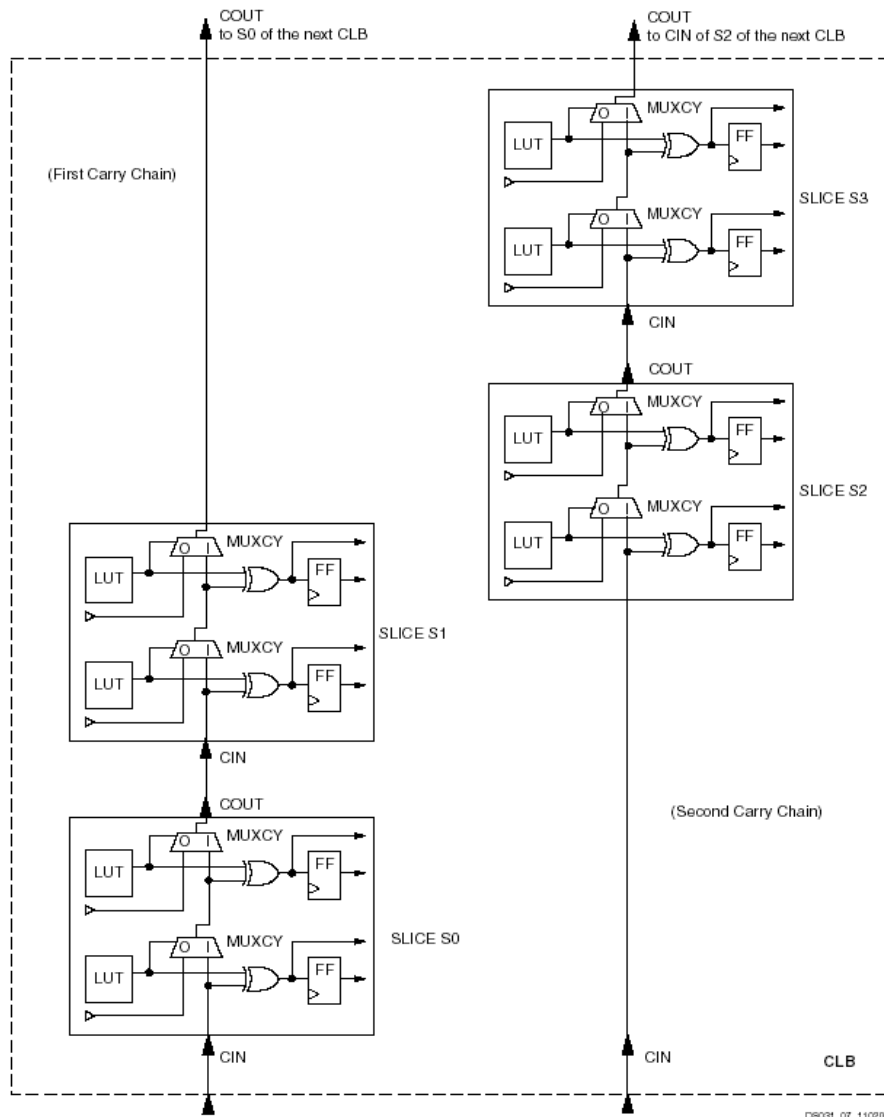 COUT
to S0 of the next CLB
COUT
to CIN of S2 of the next CLB
(First Carry Chain)
O I MUXCY
LUT
FF
SLICE S3
O I MUXCY
LUT
FF
CIN
COUT
O I MUXCY
LUT
FF
SLICE S2
O I MUXCY
LUT
FF
O I MUXCY
LUT
FF
SLICE S1
O I MUXCY
LUT
FF
CIN
COUT
(Second Carry Chain)
O I MUXCY
LUT
FF
SLICE S0
O I MUXCY
LUT
FF
CIN
CIN
CLB